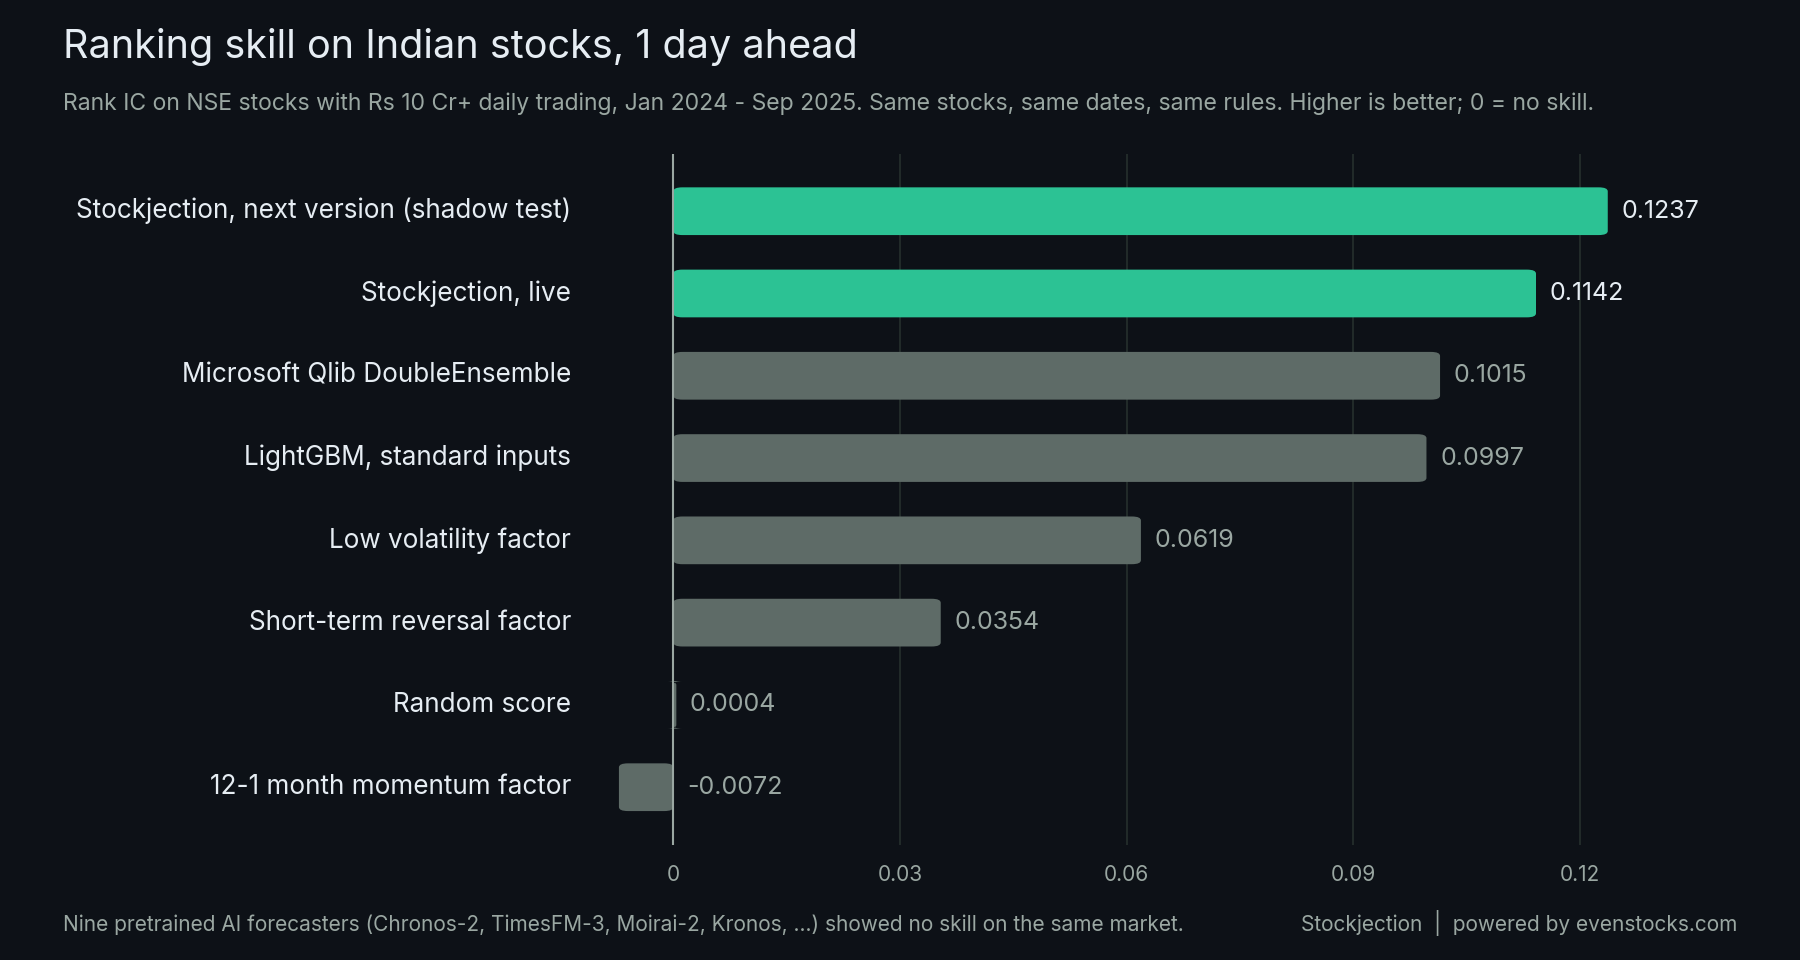 Ranking skill on Indian stocks, 1 day ahead
Rank IC on NSE stocks with Rs 10 Cr+ daily trading, Jan 2024 - Sep 2025. Same stocks, same dates, same rules. Higher is better; 0 = no skill.
Stockjection, next version (shadow test) 0.1237
Stockjection, live 0.1142
Microsoft Qlib DoubleEnsemble 0.1015
LightGBM, standard inputs 0.0997
Low volatility factor 0.0619
Short-term reversal factor 0.0354
Random score 0.0004
12-1 month momentum factor -0.0072
0 0.03 0.06 0.09 0.12
Nine pretrained AI forecasters (Chronos-2, TimesFM-3, Moirai-2, Kronos, ...) showed no skill on the same market. Stockjection | powered by evenstocks.com